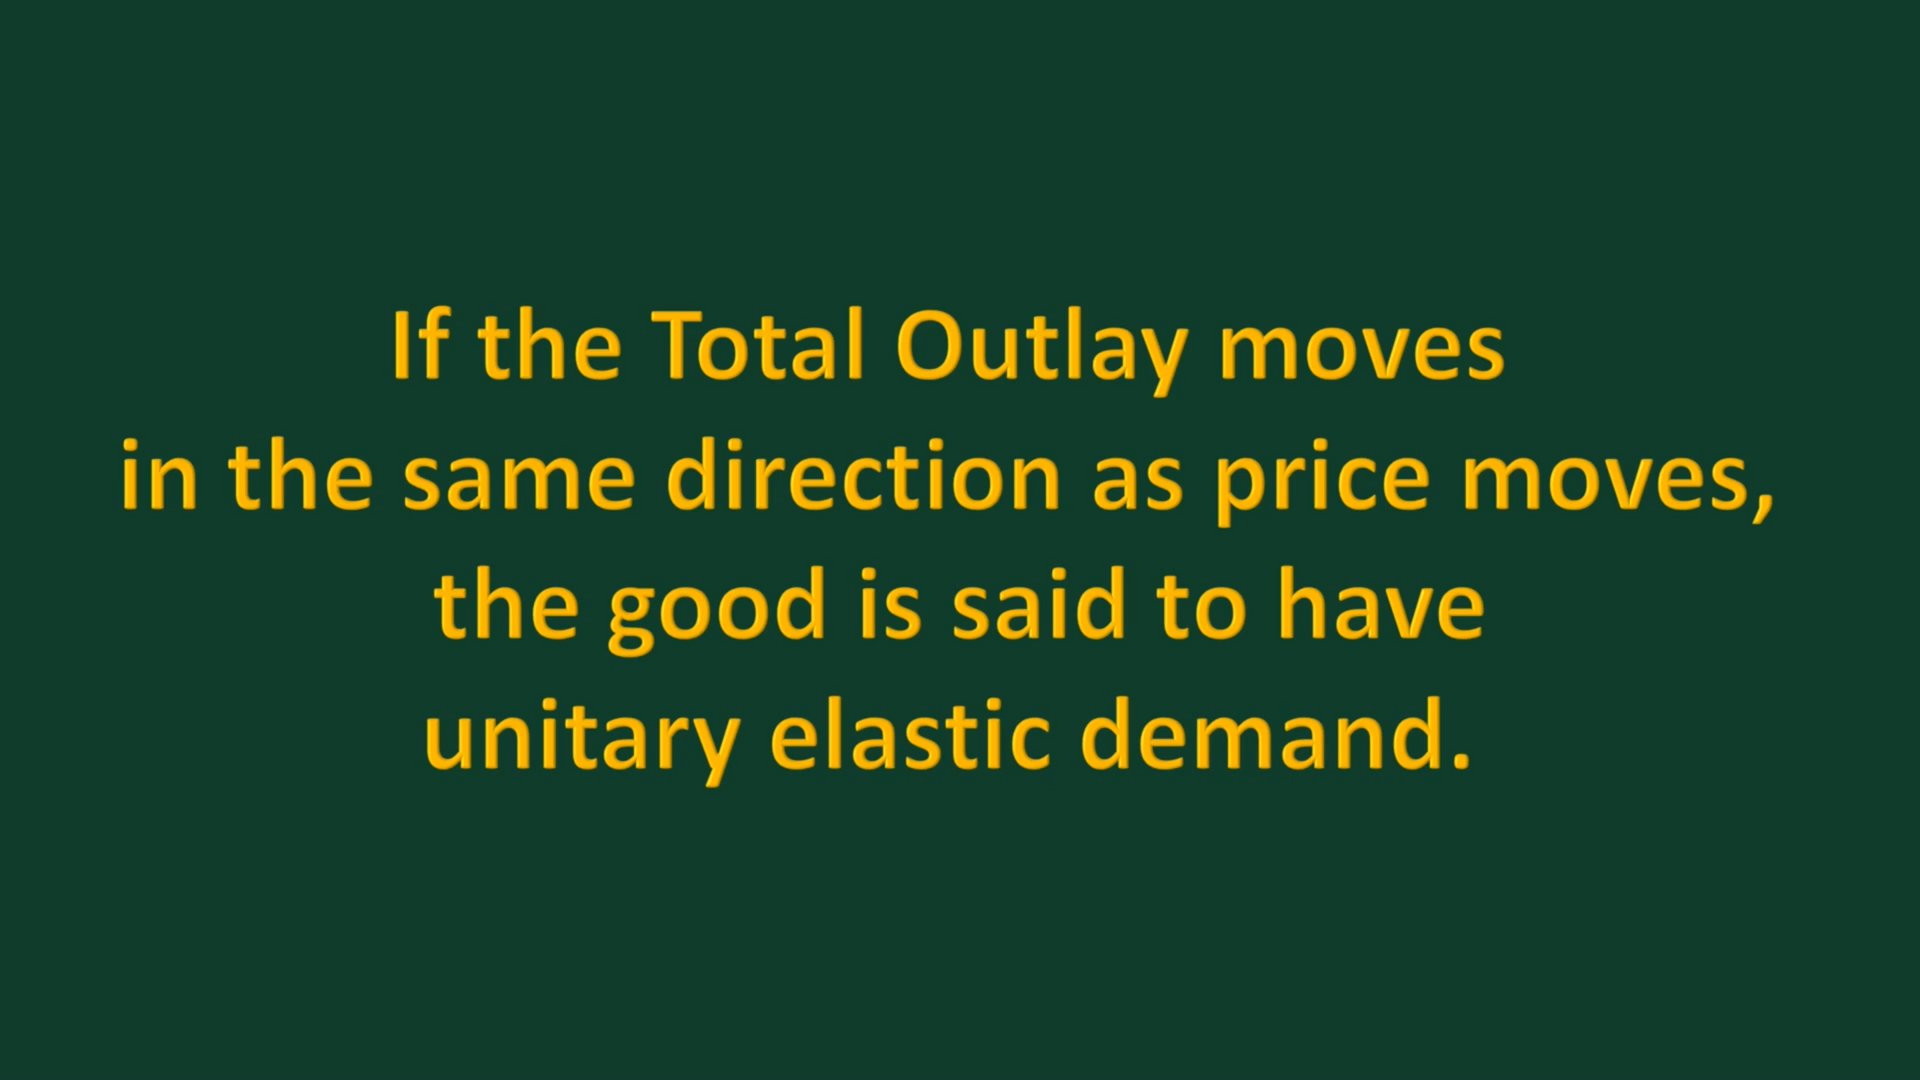 If the Total Outlay moves
in the same direction as price moves,
the good is said to have
unitary elastic demand.